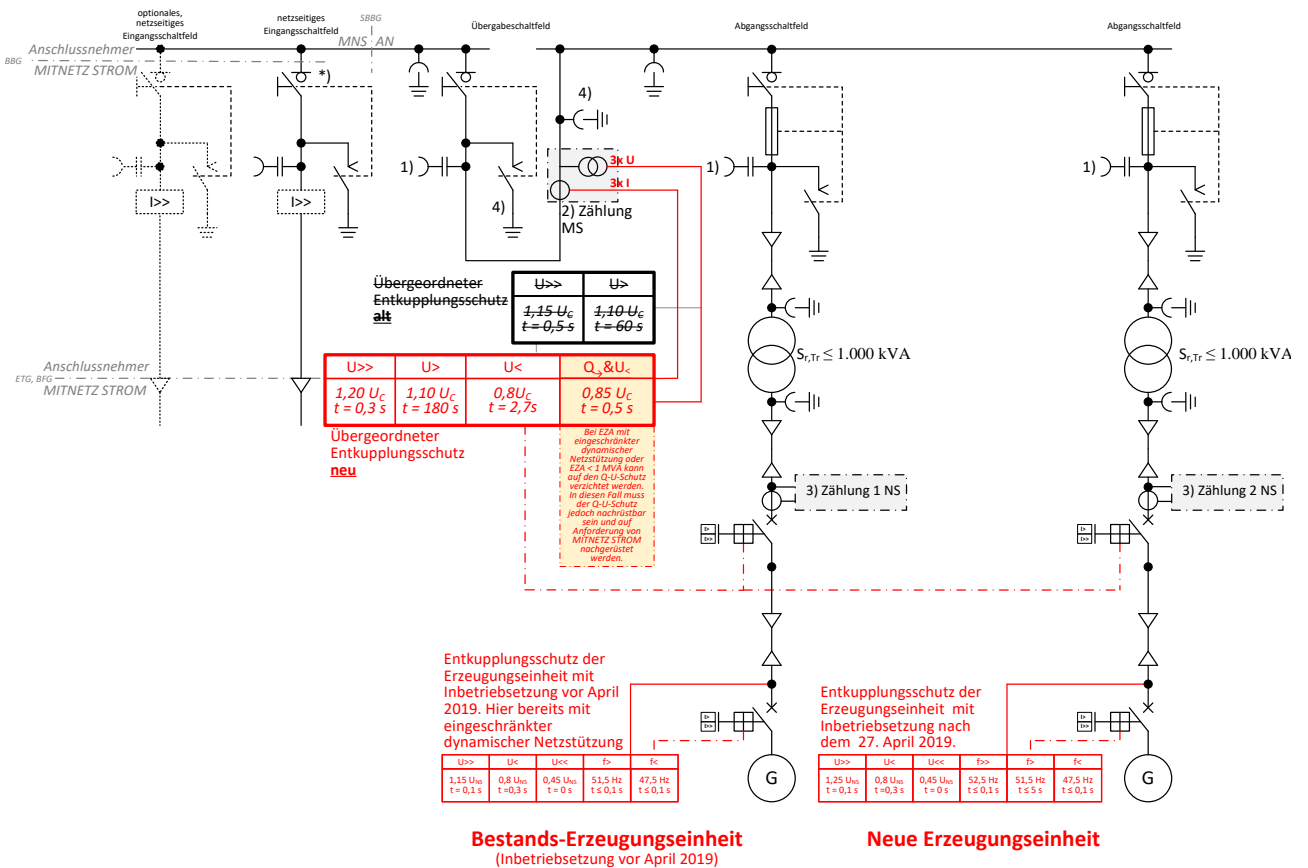 optionales,
netzseitiges
Eingangsschaltfeld
netzseitiges
Eingangsschaltfeld
SBBG
Übergabeschaltfeld
Abgangsschaltfeld
Abgangsschaltfeld
Anschlussnehmer
MNS AN
BBG
MITNETZ STROM
*)
4)
1)
3x U
3x I
1)
1)
I>>
I>>
4)
2) Zählung
MS
Übergeordneter
Entkupplungsschutz
alt
U>> U>
1,15 UC 1,10 UC
t = 0,5 s t = 60 s
Sr,Tr ≤ 1.000 kVA
Sr,Tr ≤ 1.000 kVA
Anschlussnehmer
ETG, BFG
MITNETZ STROM
U>> U> U< Q→&U<
1,20 UC 1,10 UC 0,8UC 0,85 UC
t = 0,3 s t = 180 s t = 2,7s t = 0,5 s
Übergeordneter
Entkupplungsschutz
neu
Bei EZA mit
eingeschränkter
dynamischer
Netzstützung oder
EZA < 1 MVA kann
auf den Q-U-Schutz
verzichtet werden.
In diesen Fall muss
der Q-U-Schutz
jedoch nachrüstbar
sein und auf
Anforderung von
MITNETZ STROM
nachgerüstet
werden.
3) Zählung 1 NS
3) Zählung 2 NS
I>
I>>
I>
I>>
Entkupplungsschutz der
Erzeugungseinheit mit
Inbetriebsetzung vor April
2019. Hier bereits mit
eingeschränkter
dynamischer Netzstützung
Entkupplungsschutz der
Erzeugungseinheit mit
Inbetriebsetzung nach
dem 27. April 2019.
I>
I>>
I>
I>>
U>> U< U<< f> f<
1,15 UNS 0,8 UNS 0,45 UNS 51,5 Hz 47,5 Hz
t = 0,1 s t =0,3 s t = 0 s t ≤ 0,1 s t ≤ 0,1 s
G
U>> U< U<< f>> f> f<
1,25 UNS 0,8 UNS 0,45 UNS 52,5 Hz 51,5 Hz 47,5 Hz
t = 0,1 s t =0,3 s t = 0 s t ≤ 0,1 s t ≤ 5 s t ≤ 0,1 s
G
Bestands-Erzeugungseinheit
(Inbetriebsetzung vor April 2019)
Neue Erzeugungseinheit